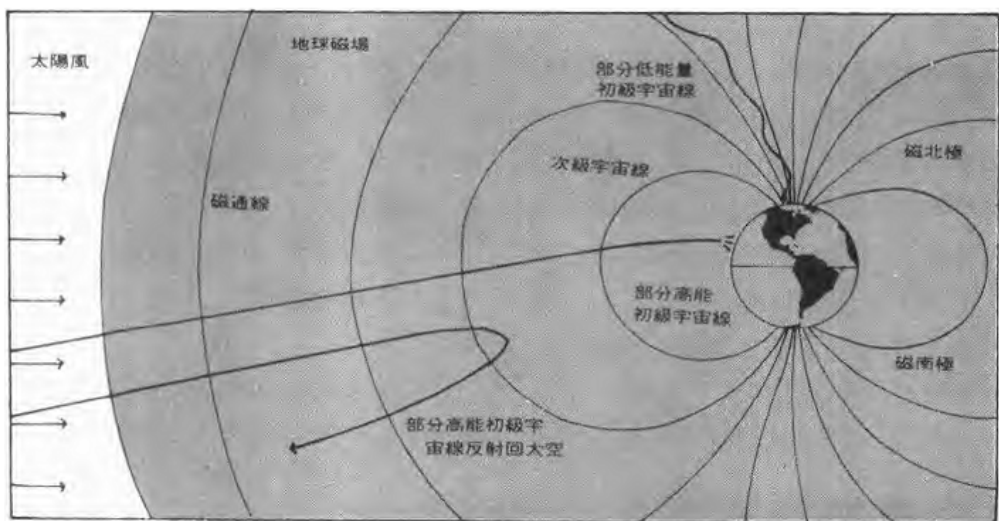 太陽風
地球磁場
部分低能量
初級宇宙線
磁北極
次級宇宙線
磁通線
部分高能
初級宇宙線
磁南極
部分高能初級宇
宙線反射回太空